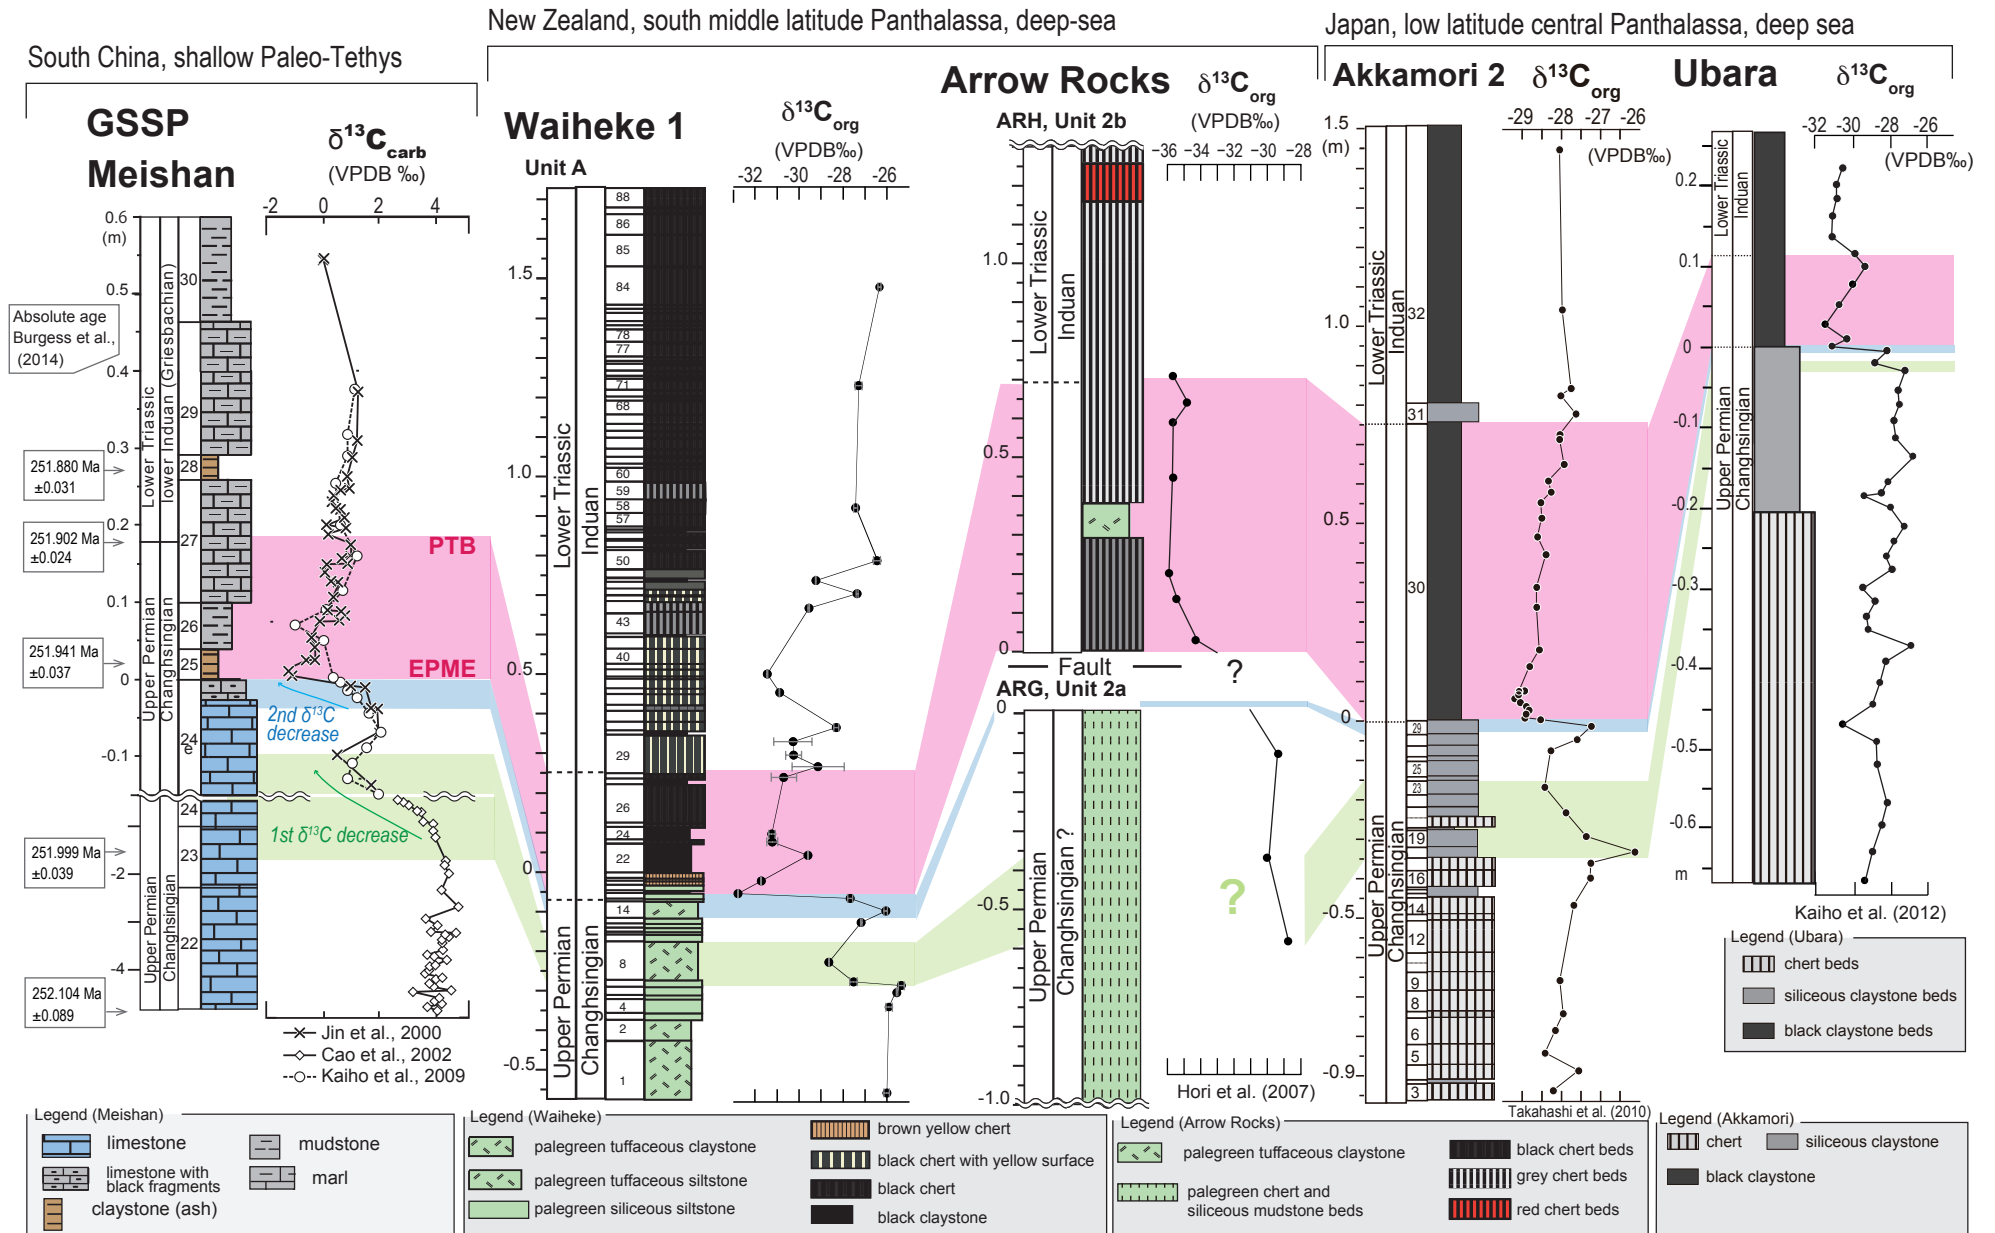 South China, shallow Paleo-Tethys
New Zealand, south middle latitude Panthalassa, deep-sea
Japan, low latitude central Panthalassa, deep sea
GSSP
Meishan
δ13Ccarb
(VPDB ‰)
-2 0 2 4
0.6
(m)
0.5
0.4
0.3
0.2
0.1
0
-0.1
-2
-4
Absolute age
Burgess et al.,
(2014)
251.880 Ma
±0.031
251.902 Ma
±0.024
251.941 Ma
±0.037
251.999 Ma
±0.039
252.104 Ma
±0.089
Lower Triassic
lower Induan (Griesbachian)
Upper Permian
Changhsingian
Upper Permian
Changhsingian
30
29
28
27
26
25
24
e
24
23
22
PTB
EPME
2nd δ13C
decrease
1st δ13C decrease
Jin et al., 2000
Cao et al., 2002
Kaiho et al., 2009
Waiheke 1
Unit A
δ13Corg
(VPDB‰)
-32 -30 -28 -26
1.5
1.0
0.5
0
-0.5
Lower Triassic
Induan
Upper Permian
Changhsingian
88
86
85
84
78
77
71
68
60
59
58
57
50
43
40
29
26
24
22
14
8
4
2
1
Arrow Rocks
ARH, Unit 2b
δ13Corg
(VPDB‰)
-36 -34 -32 -30 -28
1.0
0.5
0
Lower Triassic
Induan
Fault
?
ARG, Unit 2a
0
-0.5
-1.0
Upper Permian
Changhsingian ?
?
Hori et al. (2007)
Akkamori 2
δ13Corg
-29 -28 -27 -26
(VPDB‰)
1.5
(m)
1.0
0.5
0
-0.5
-0.9
Lower Triassic
Induan
Upper Permian
Changhsingian
32
31
30
29
25
23
19
16
14
12
9
8
6
5
3
Takahashi et al. (2010)
Ubara
δ13Corg
-32 -30 -28 -26
(VPDB‰)
0.2
0.1
0
-0.1
-0.2
-0.3
-0.4
-0.5
-0.6
m
Lower Triassic
Induan
Upper Permian
Changhsingian
Kaiho et al. (2012)
Legend (Ubara)
chert beds
siliceous claystone beds
black claystone beds
Legend (Meishan)
limestone
mudstone
limestone with
black fragments
marl
claystone (ash)
Legend (Waiheke)
palegreen tuffaceous claystone
palegreen tuffaceous siltstone
palegreen siliceous siltstone
brown yellow chert
black chert with yellow surface
black chert
black claystone
Legend (Arrow Rocks)
palegreen tuffaceous claystone
palegreen chert and
siliceous mudstone beds
black chert beds
grey chert beds
red chert beds
Legend (Akkamori)
chert
siliceous claystone
black claystone